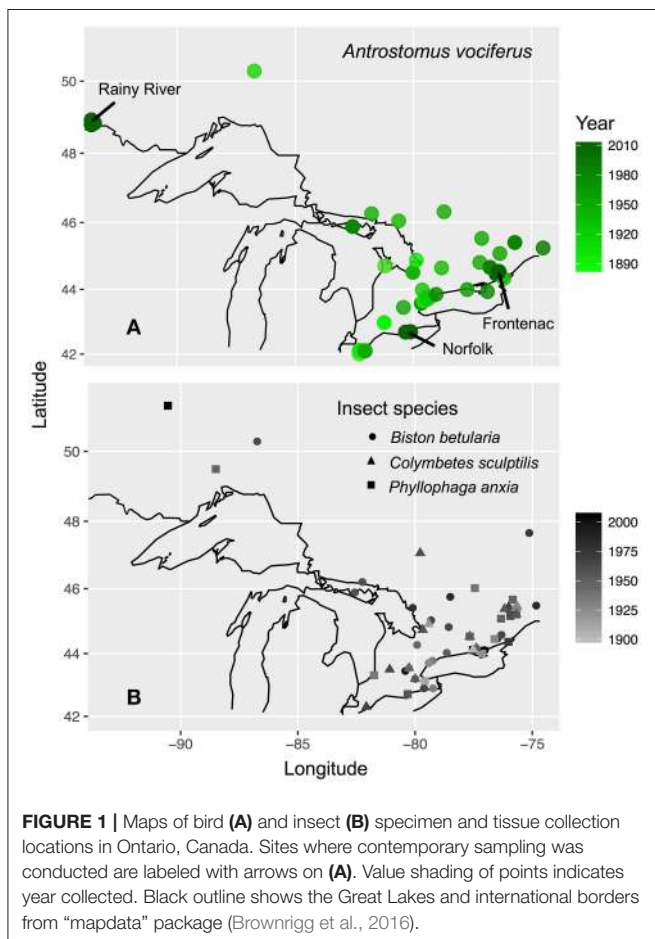 Antrostomus vociferus
50
Rainy River
48
46
44
42
A
Frontenac
Norfolk
Year
2010
1980
1950
1920
1890
Latitude
Insect species
Biston betularia
Colymbetes sculptilis
Phyllophaga anxia
50
48
46
44
42
B
2000
1975
1950
1925
1900
−90
−85
−80
−75
Longitude
FIGURE 1 | Maps of bird (A) and insect (B) specimen and tissue collection
locations in Ontario, Canada. Sites where contemporary sampling was
conducted are labeled with arrows on (A). Value shading of points indicates
year collected. Black outline shows the Great Lakes and international borders
from “mapdata” package (Brownrigg et al., 2016).